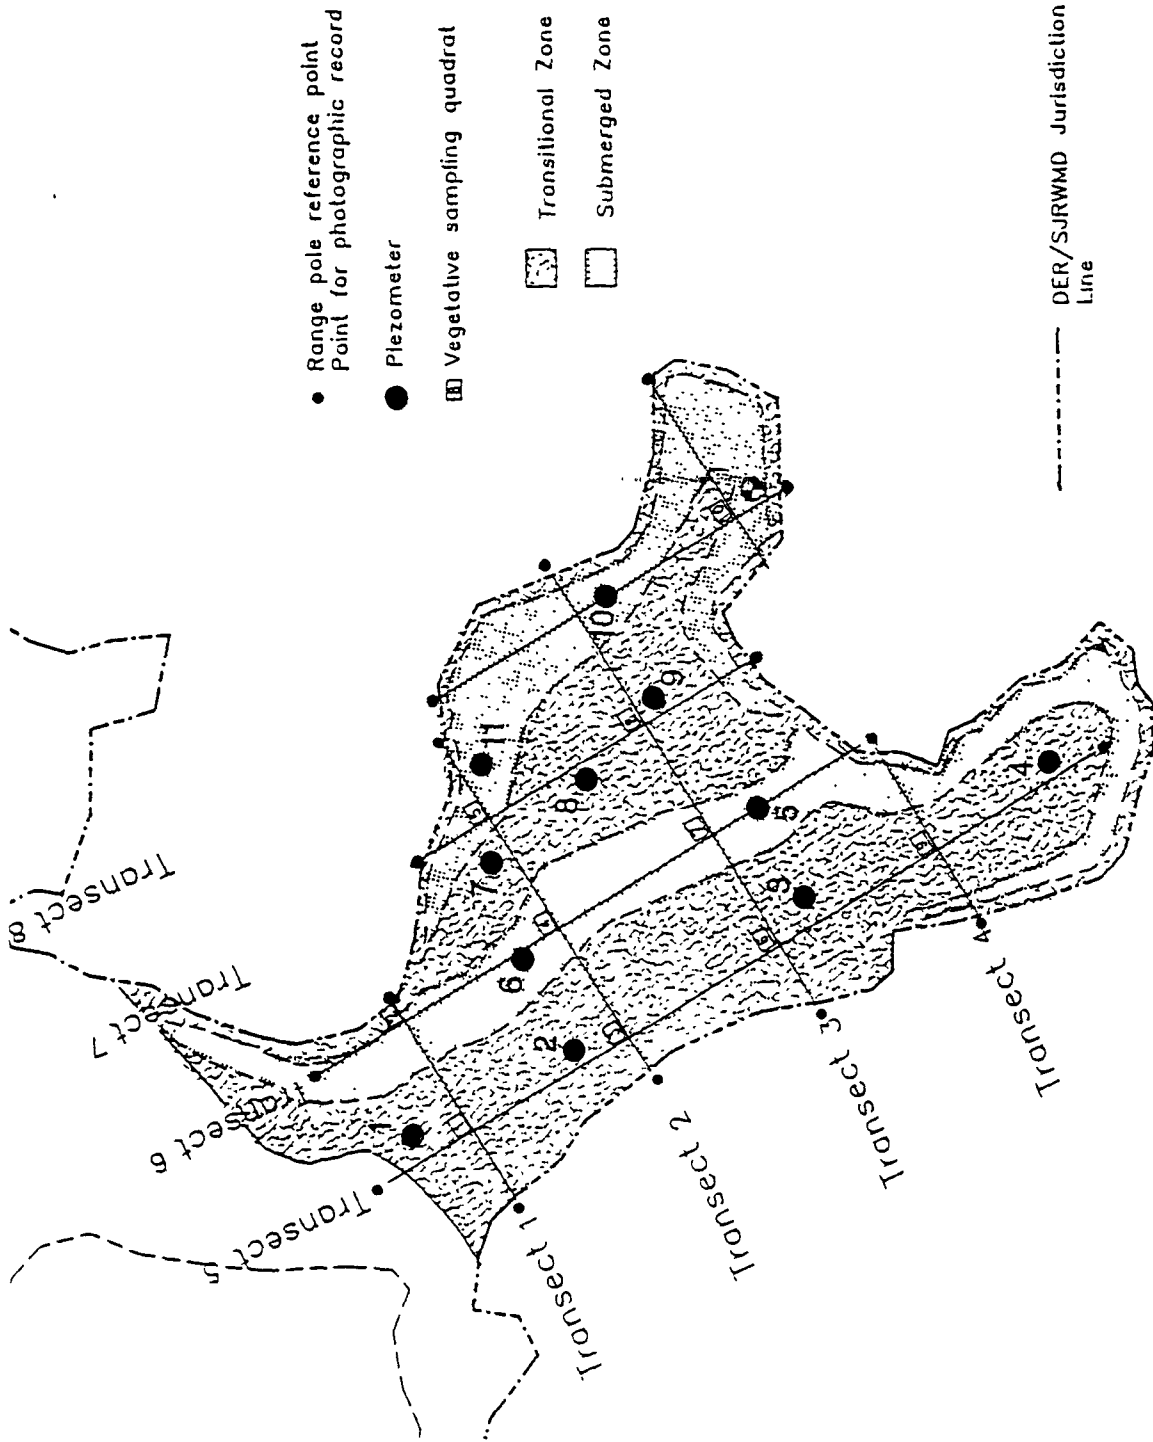 Range pole reference point
Point for photographic record
Piezometer
Vegetative sampling quadrat
Transitional Zone
Submerged Zone
DER/SJRWMD Jurisdiction
Line
Transect 1
Transect 2
Transect 3
Transect 4
Transect 5
Transect 6
Transect 7
Transect 8
1
2
3
4
5
6
7
8
9
10
11